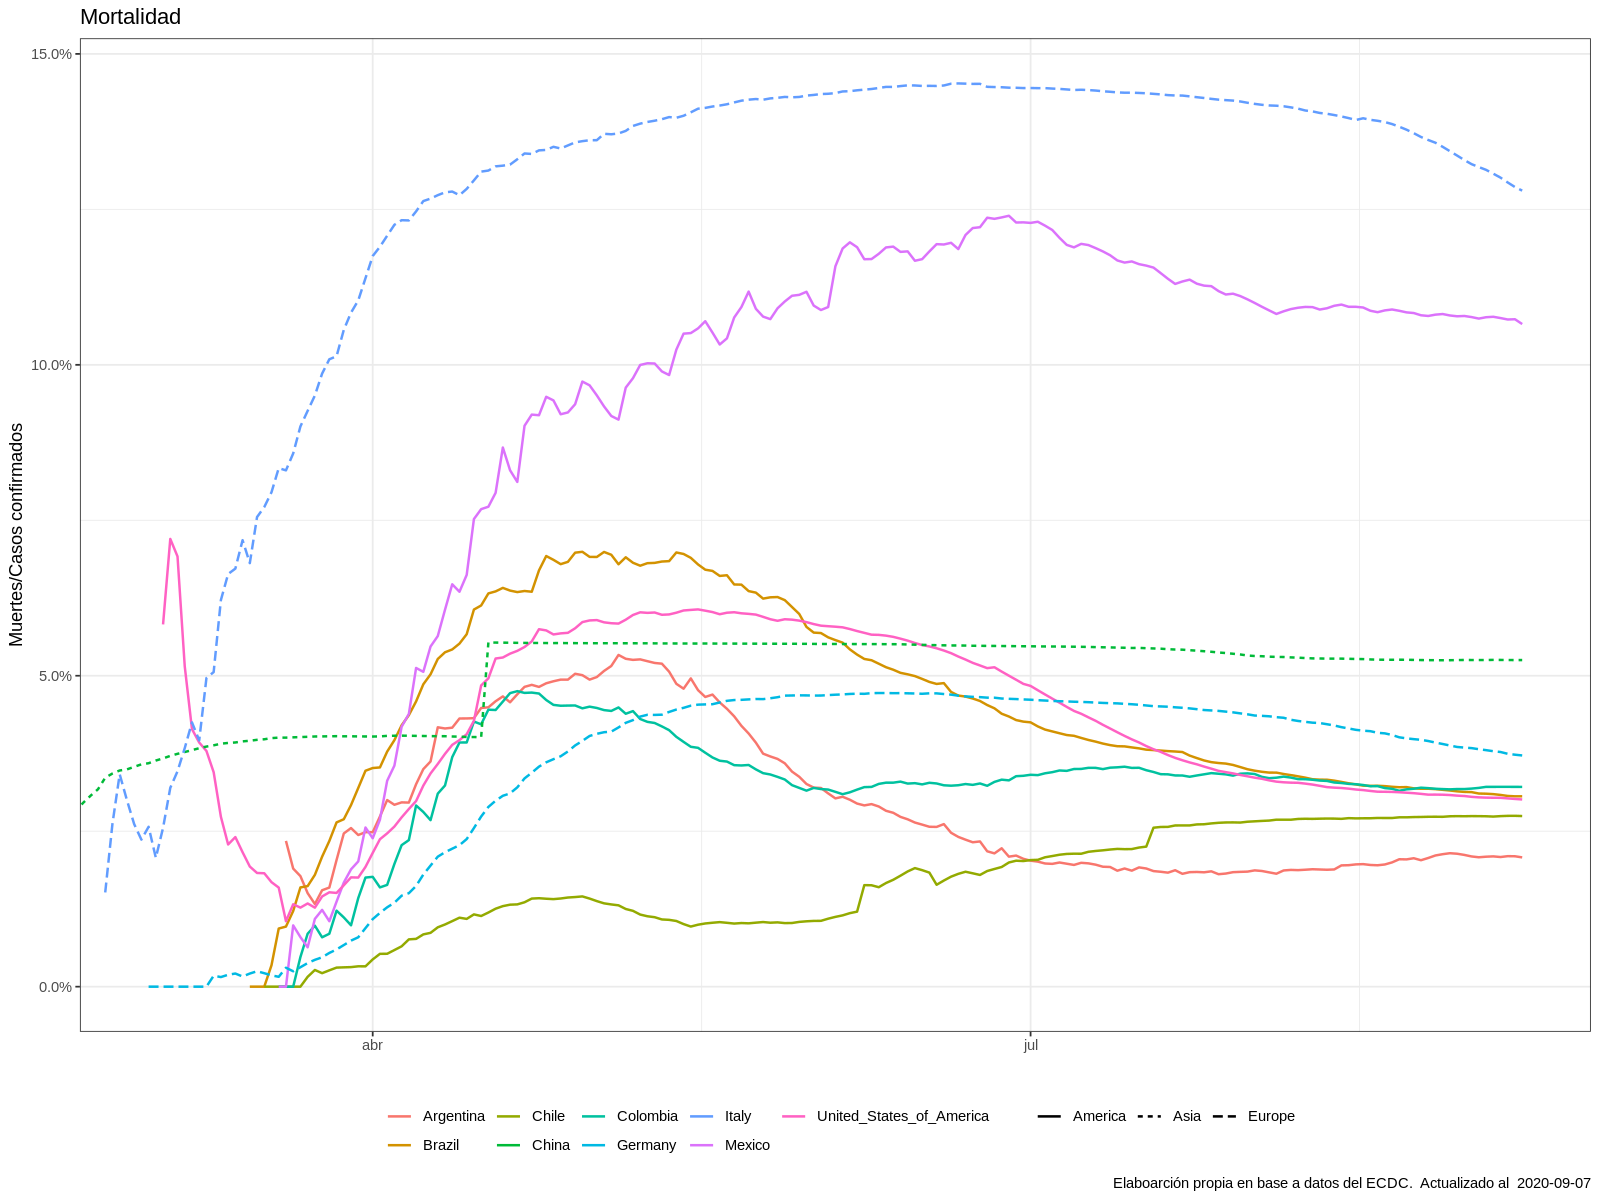 Mortalidad
15.0%
10.0%
5.0%
0.0%
Muertes/Casos confirmados
abr jul
Argentina Chile Colombia Italy United_States_of_America America Asia Europe
Brazil China Germany Mexico
Elaboarción propia en base a datos del ECDC. Actualizado al 2020-09-07